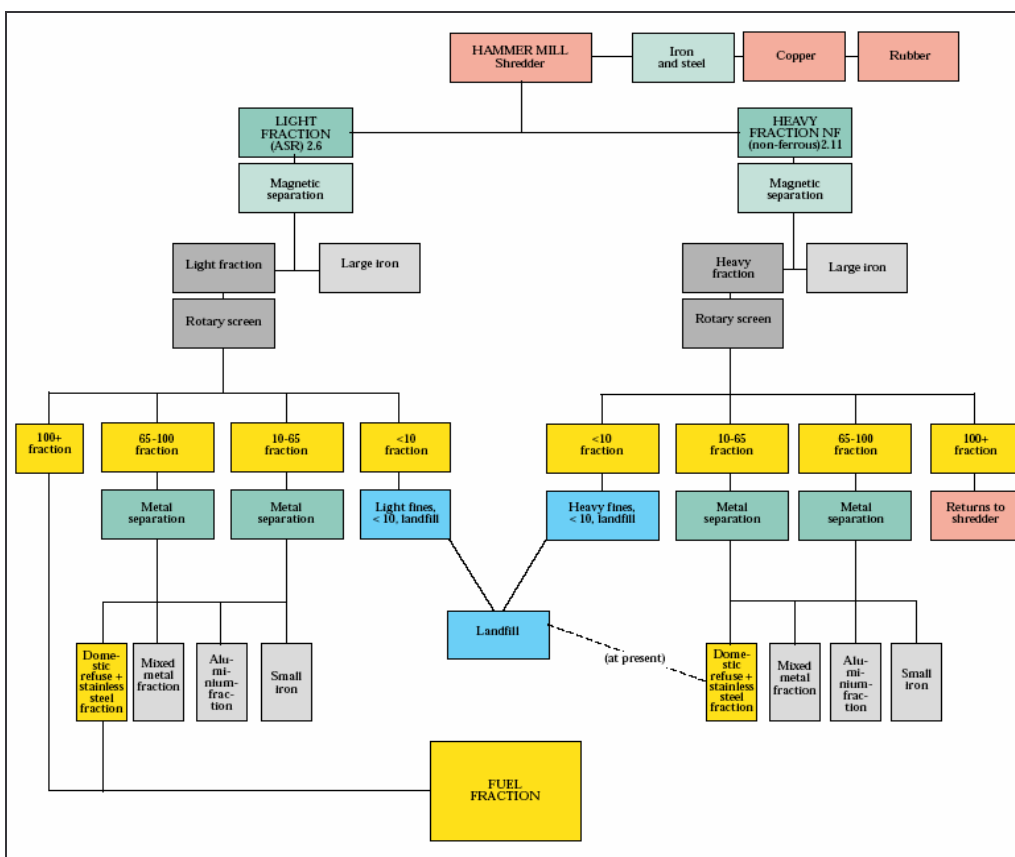 HAMMER MILL
Shredder
Iron
and steel
Copper
Rubber
LIGHT
FRACTION
(ASR) 2.6
HEAVY
FRACTION NF
(non-ferrous)2.11
Magnetic
separation
Magnetic
separation
Light fraction
Large iron
Heavy
fraction
Large iron
Rotary screen
Rotary screen
100+
fraction
65-100
fraction
10-65
fraction
<10
fraction
<10
fraction
10-65
fraction
65-100
fraction
100+
fraction
Metal
separation
Metal
separation
Light fines,
< 10, landfill
Heavy fines,
< 10, landfill
Metal
separation
Metal
separation
Returns to
shredder
Landfill
(at present)
Dome-
stic
refuse +
stainless
steel
fraction
Mixed
metal
fraction
Alu-
mi-
nium-
frac-
tion
Small
iron
Dome-
stic
refuse +
stainless
steel
fraction
Mixed
metal
fraction
Alu-
mi-
nium-
frac-
tion
Small
iron
FUEL
FRACTION